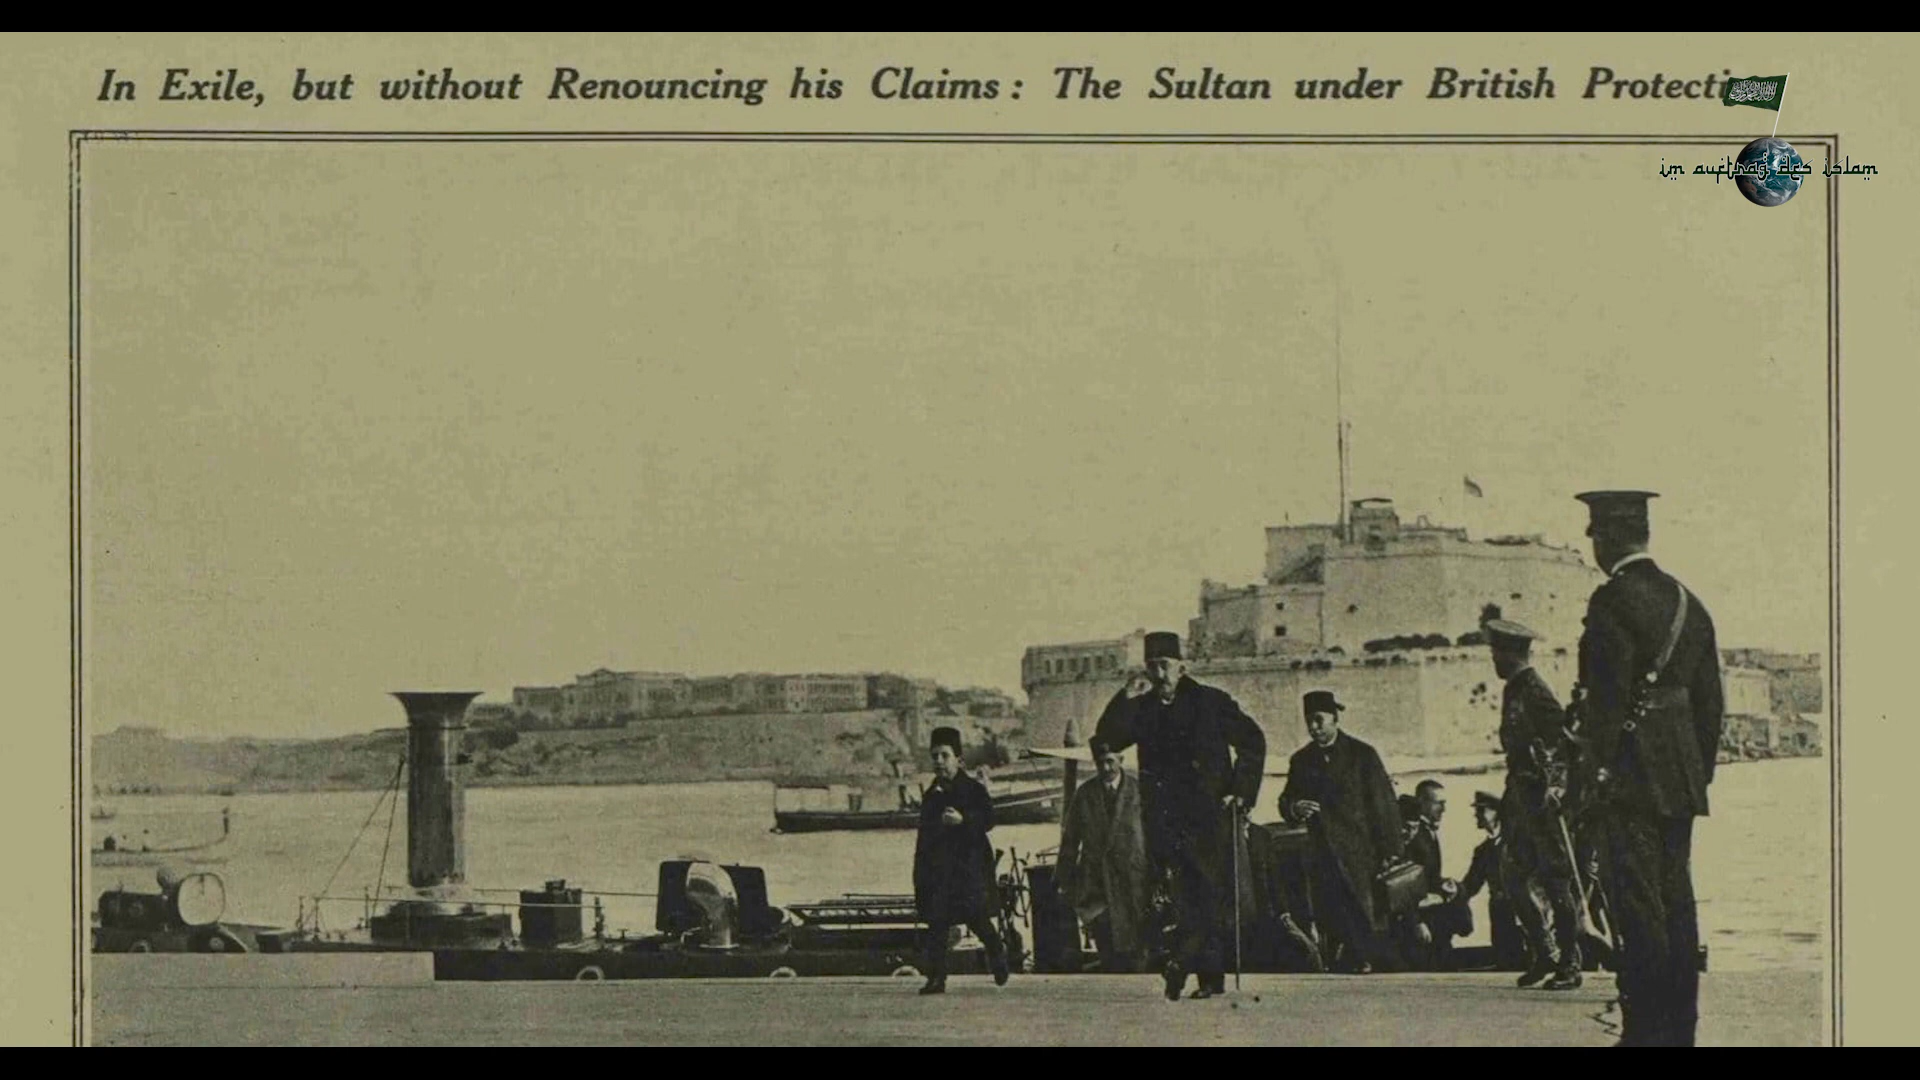 In Exile, but without Renouncing his Claims: The Sultan under British Protecti
im auftrag des islam